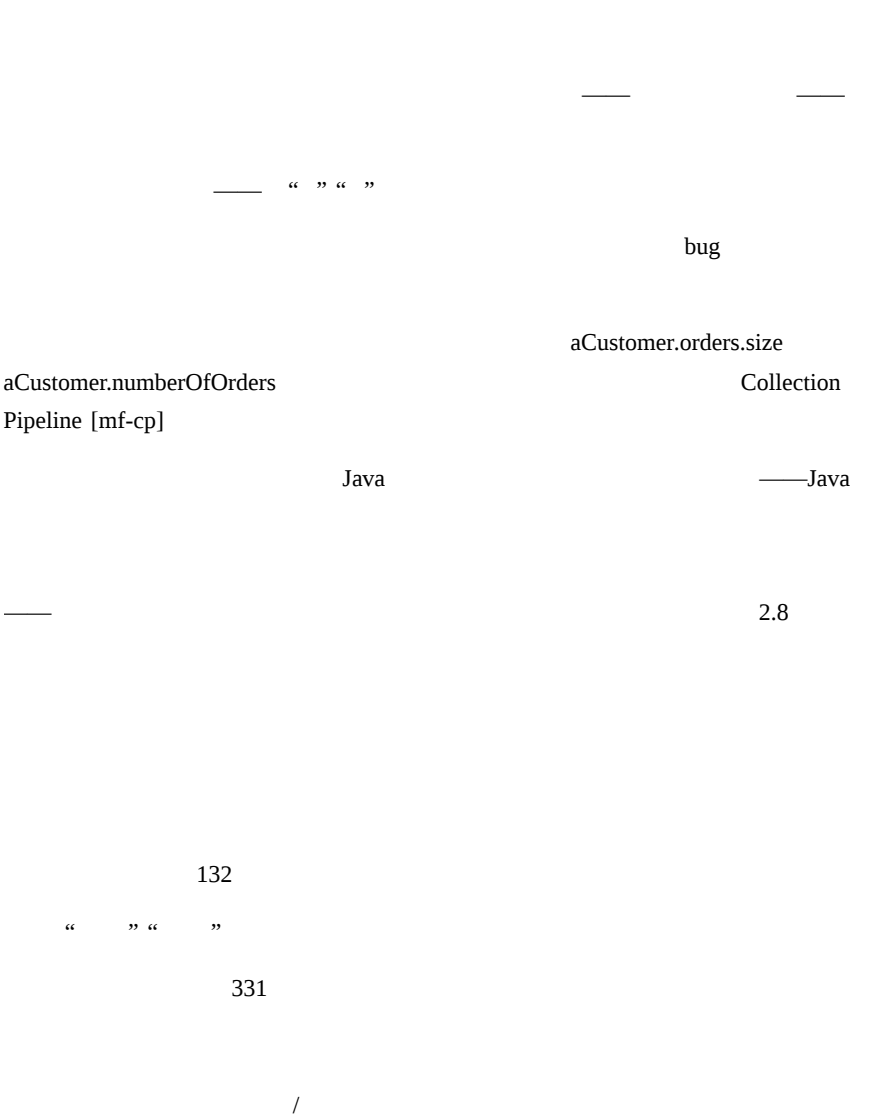 —— ——
—— “ ” “ ”
bug
aCustomer.orders.size
aCustomer.numberOfOrders Collection
Pipeline [mf-cp]
Java ——Java
—— 2.8
132
“ ” “ ”
331
/